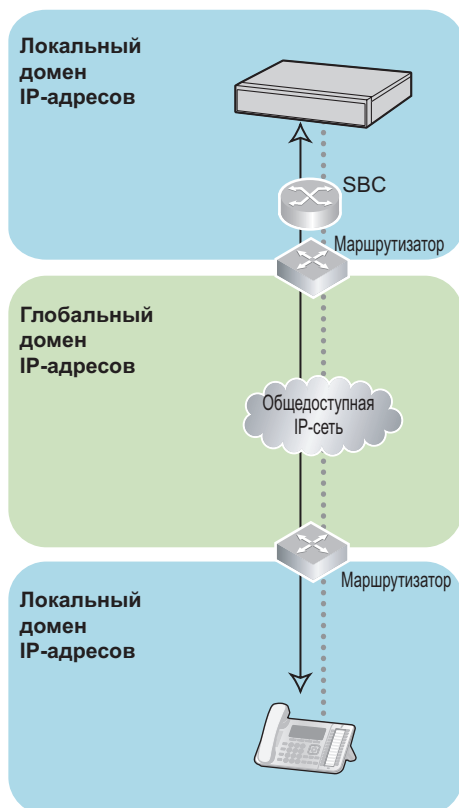 Локальный
домен
IP-адресов
SBC
Маршрутизатор
Глобальный
домен
IP-адресов
Общедоступная
IP-сеть
Маршрутизатор
Локальный
домен
IP-адресов